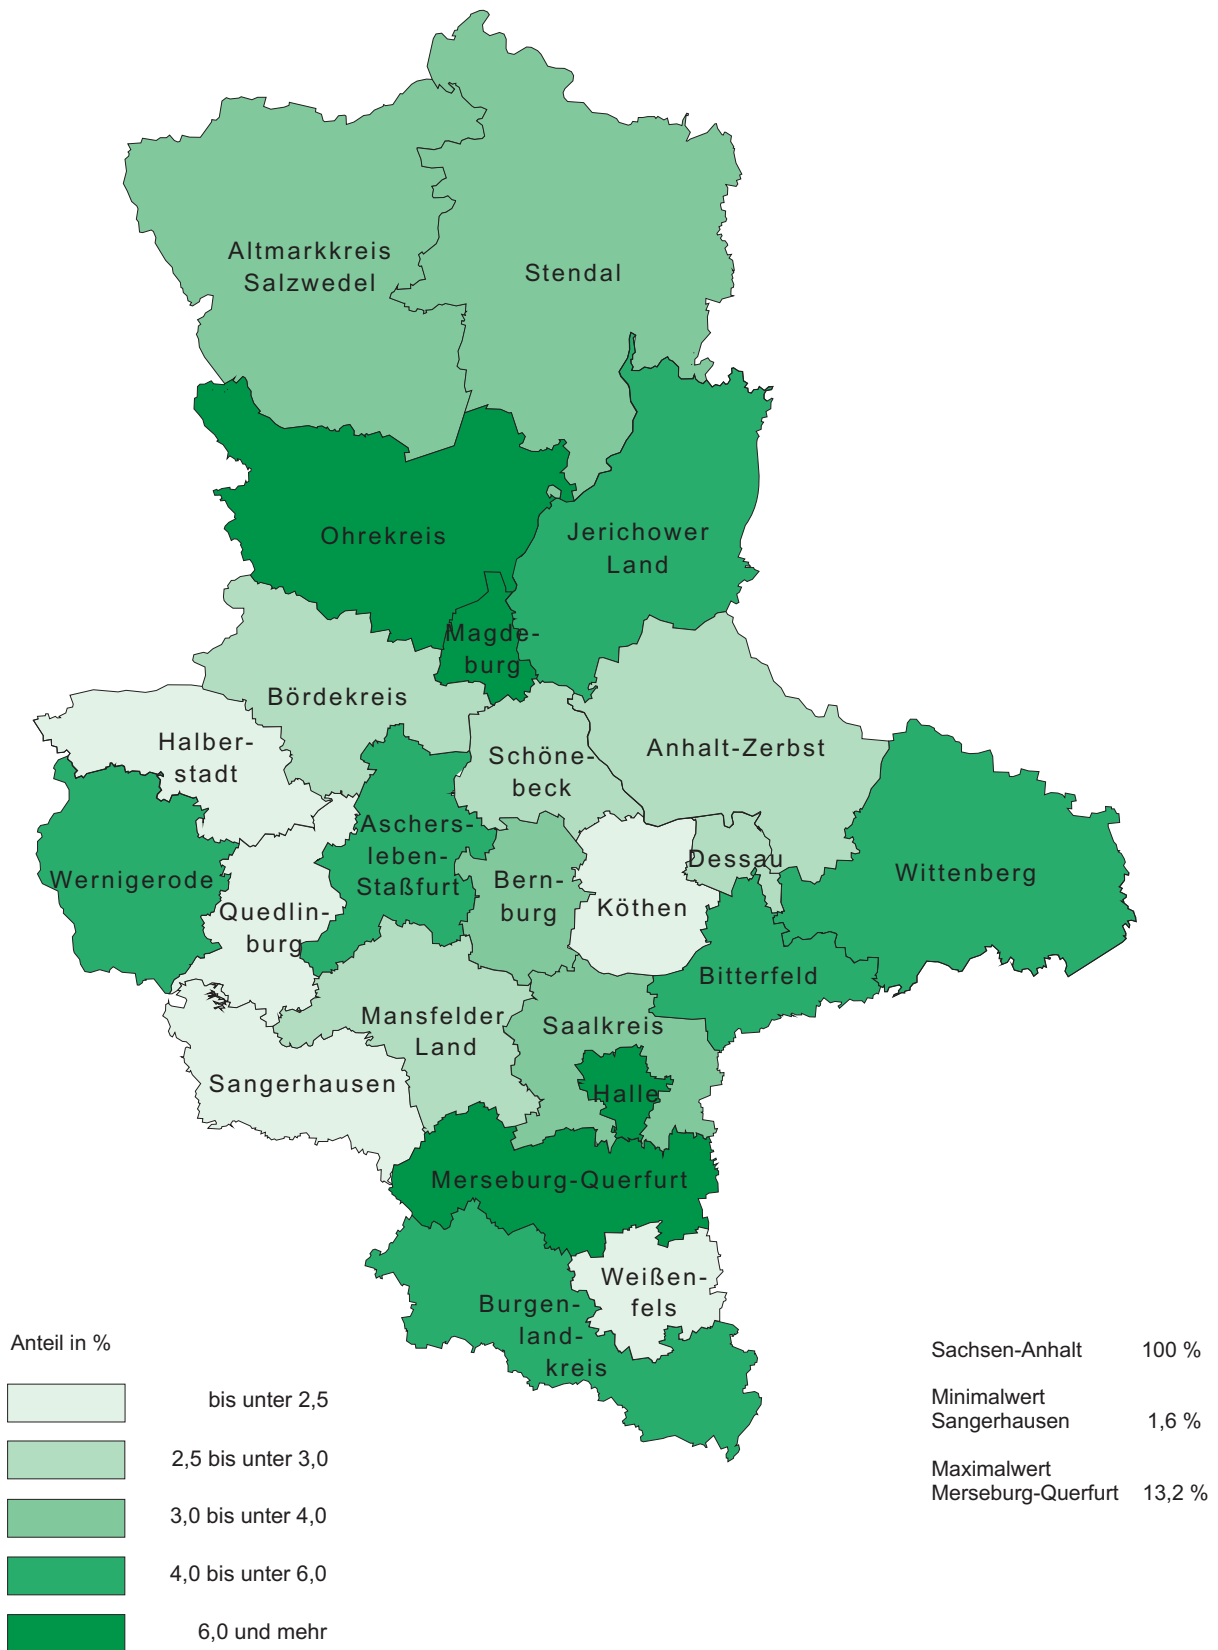 Altmarkkreis
Salzwedel
Stendal
Ohrekreis
Jerichower
Land
Magde-
burg
Bördekreis
Halber-
stadt
Schöne-
beck
Anhalt-Zerbst
Aschers-
leben-
Staßfurt
Wernigerode
Quedlin-
burg
Bern-
burg
Köthen
Dessau
Wittenberg
Bitterfeld
Mansfelder
Land
Saalkreis
Sangerhausen
Halle
Merseburg-Querfurt
Weißen-
fels
Burgen-
land-
kreis
Anteil in %
bis unter 2,5
2,5 bis unter 3,0
3,0 bis unter 4,0
4,0 bis unter 6,0
6,0 und mehr
Sachsen-Anhalt 100 %
Minimalwert
Sangerhausen 1,6 %
Maximalwert
Merseburg-Querfurt 13,2 %